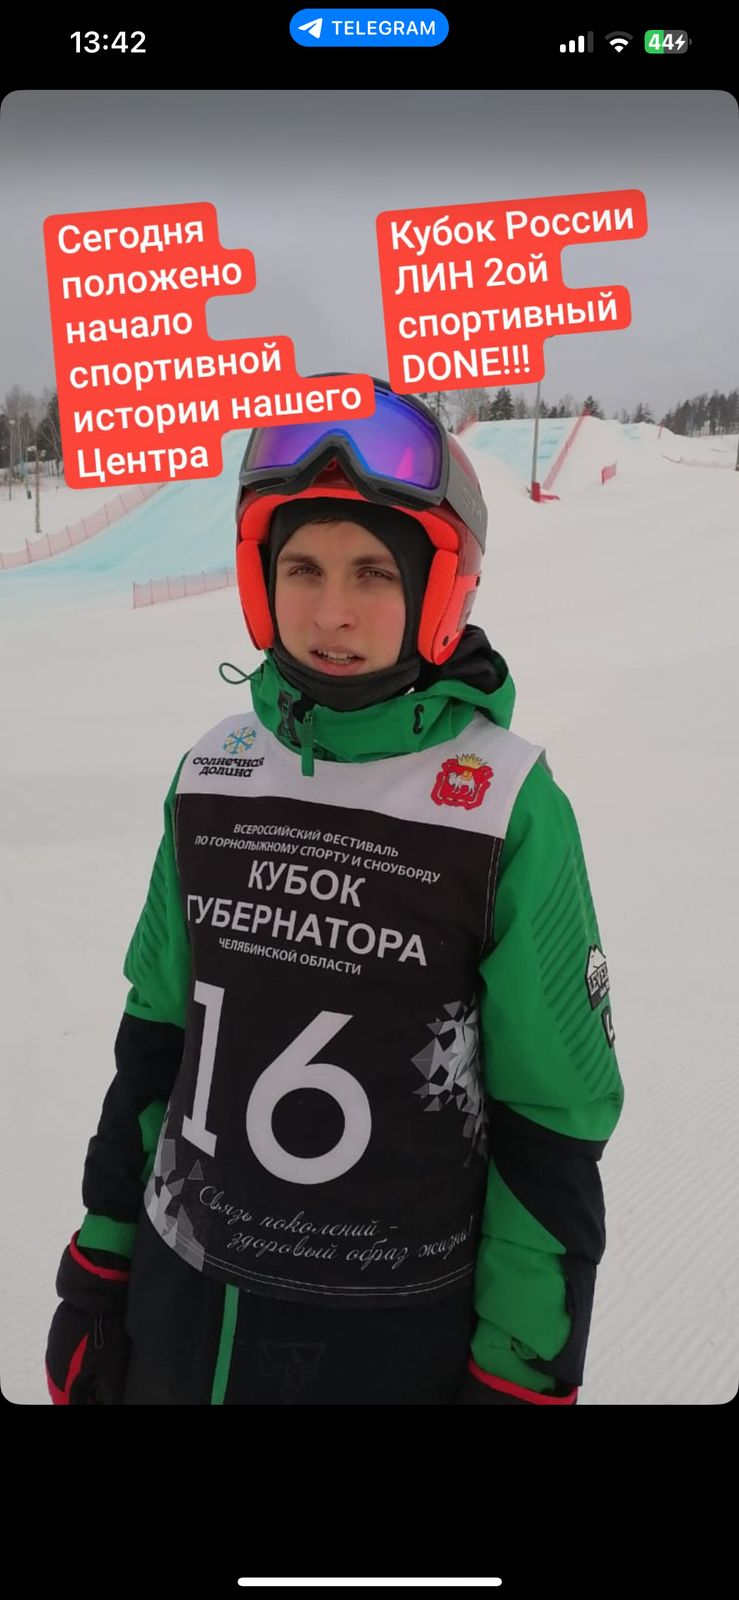 13:42
TELEGRAM
44
Сегодня
положено
начало
спортивной
истории нашего
Центра
Кубок России
ЛИН 2ой
спортивный
DONE!!!
солнечная
долина
ВСЕРОССИЙСКИЙ ФЕСТИВАЛЬ
ПО ГОРНОЛЫЖНОМУ СПОРТУ И СНОУБОРДУ
КУБОК
ГУБЕРНАТОРА
ЧЕЛЯБИНСКОЙ ОБЛАСТИ
16
Связь поколений -
здоровый образ жизни!